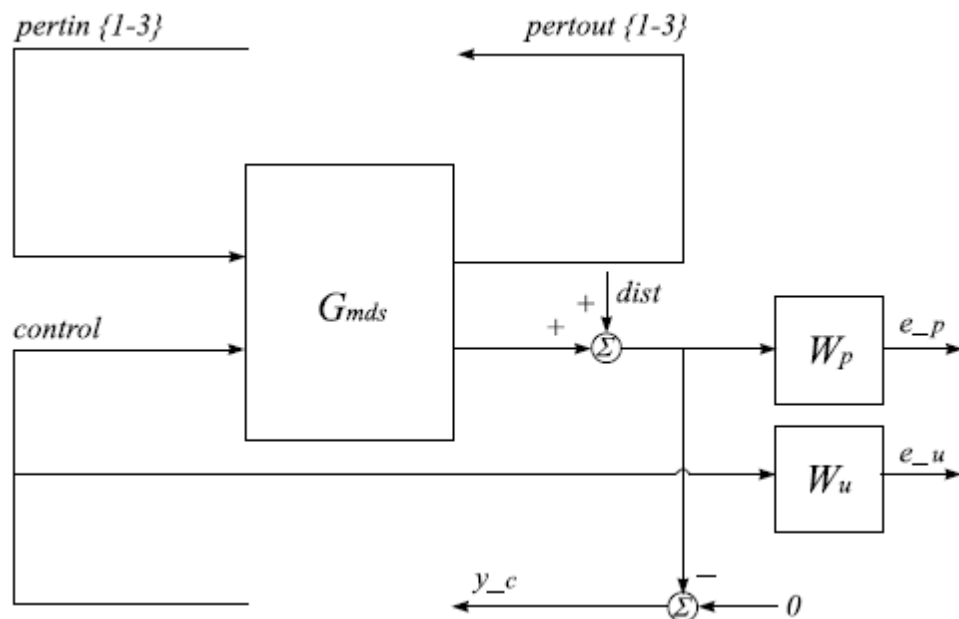 pertin {1-3}
pertout {1-3}
Gmds
+
dist
control
+
Σ
Wp
e_p
Wu
e_u
y_c
−
Σ
0